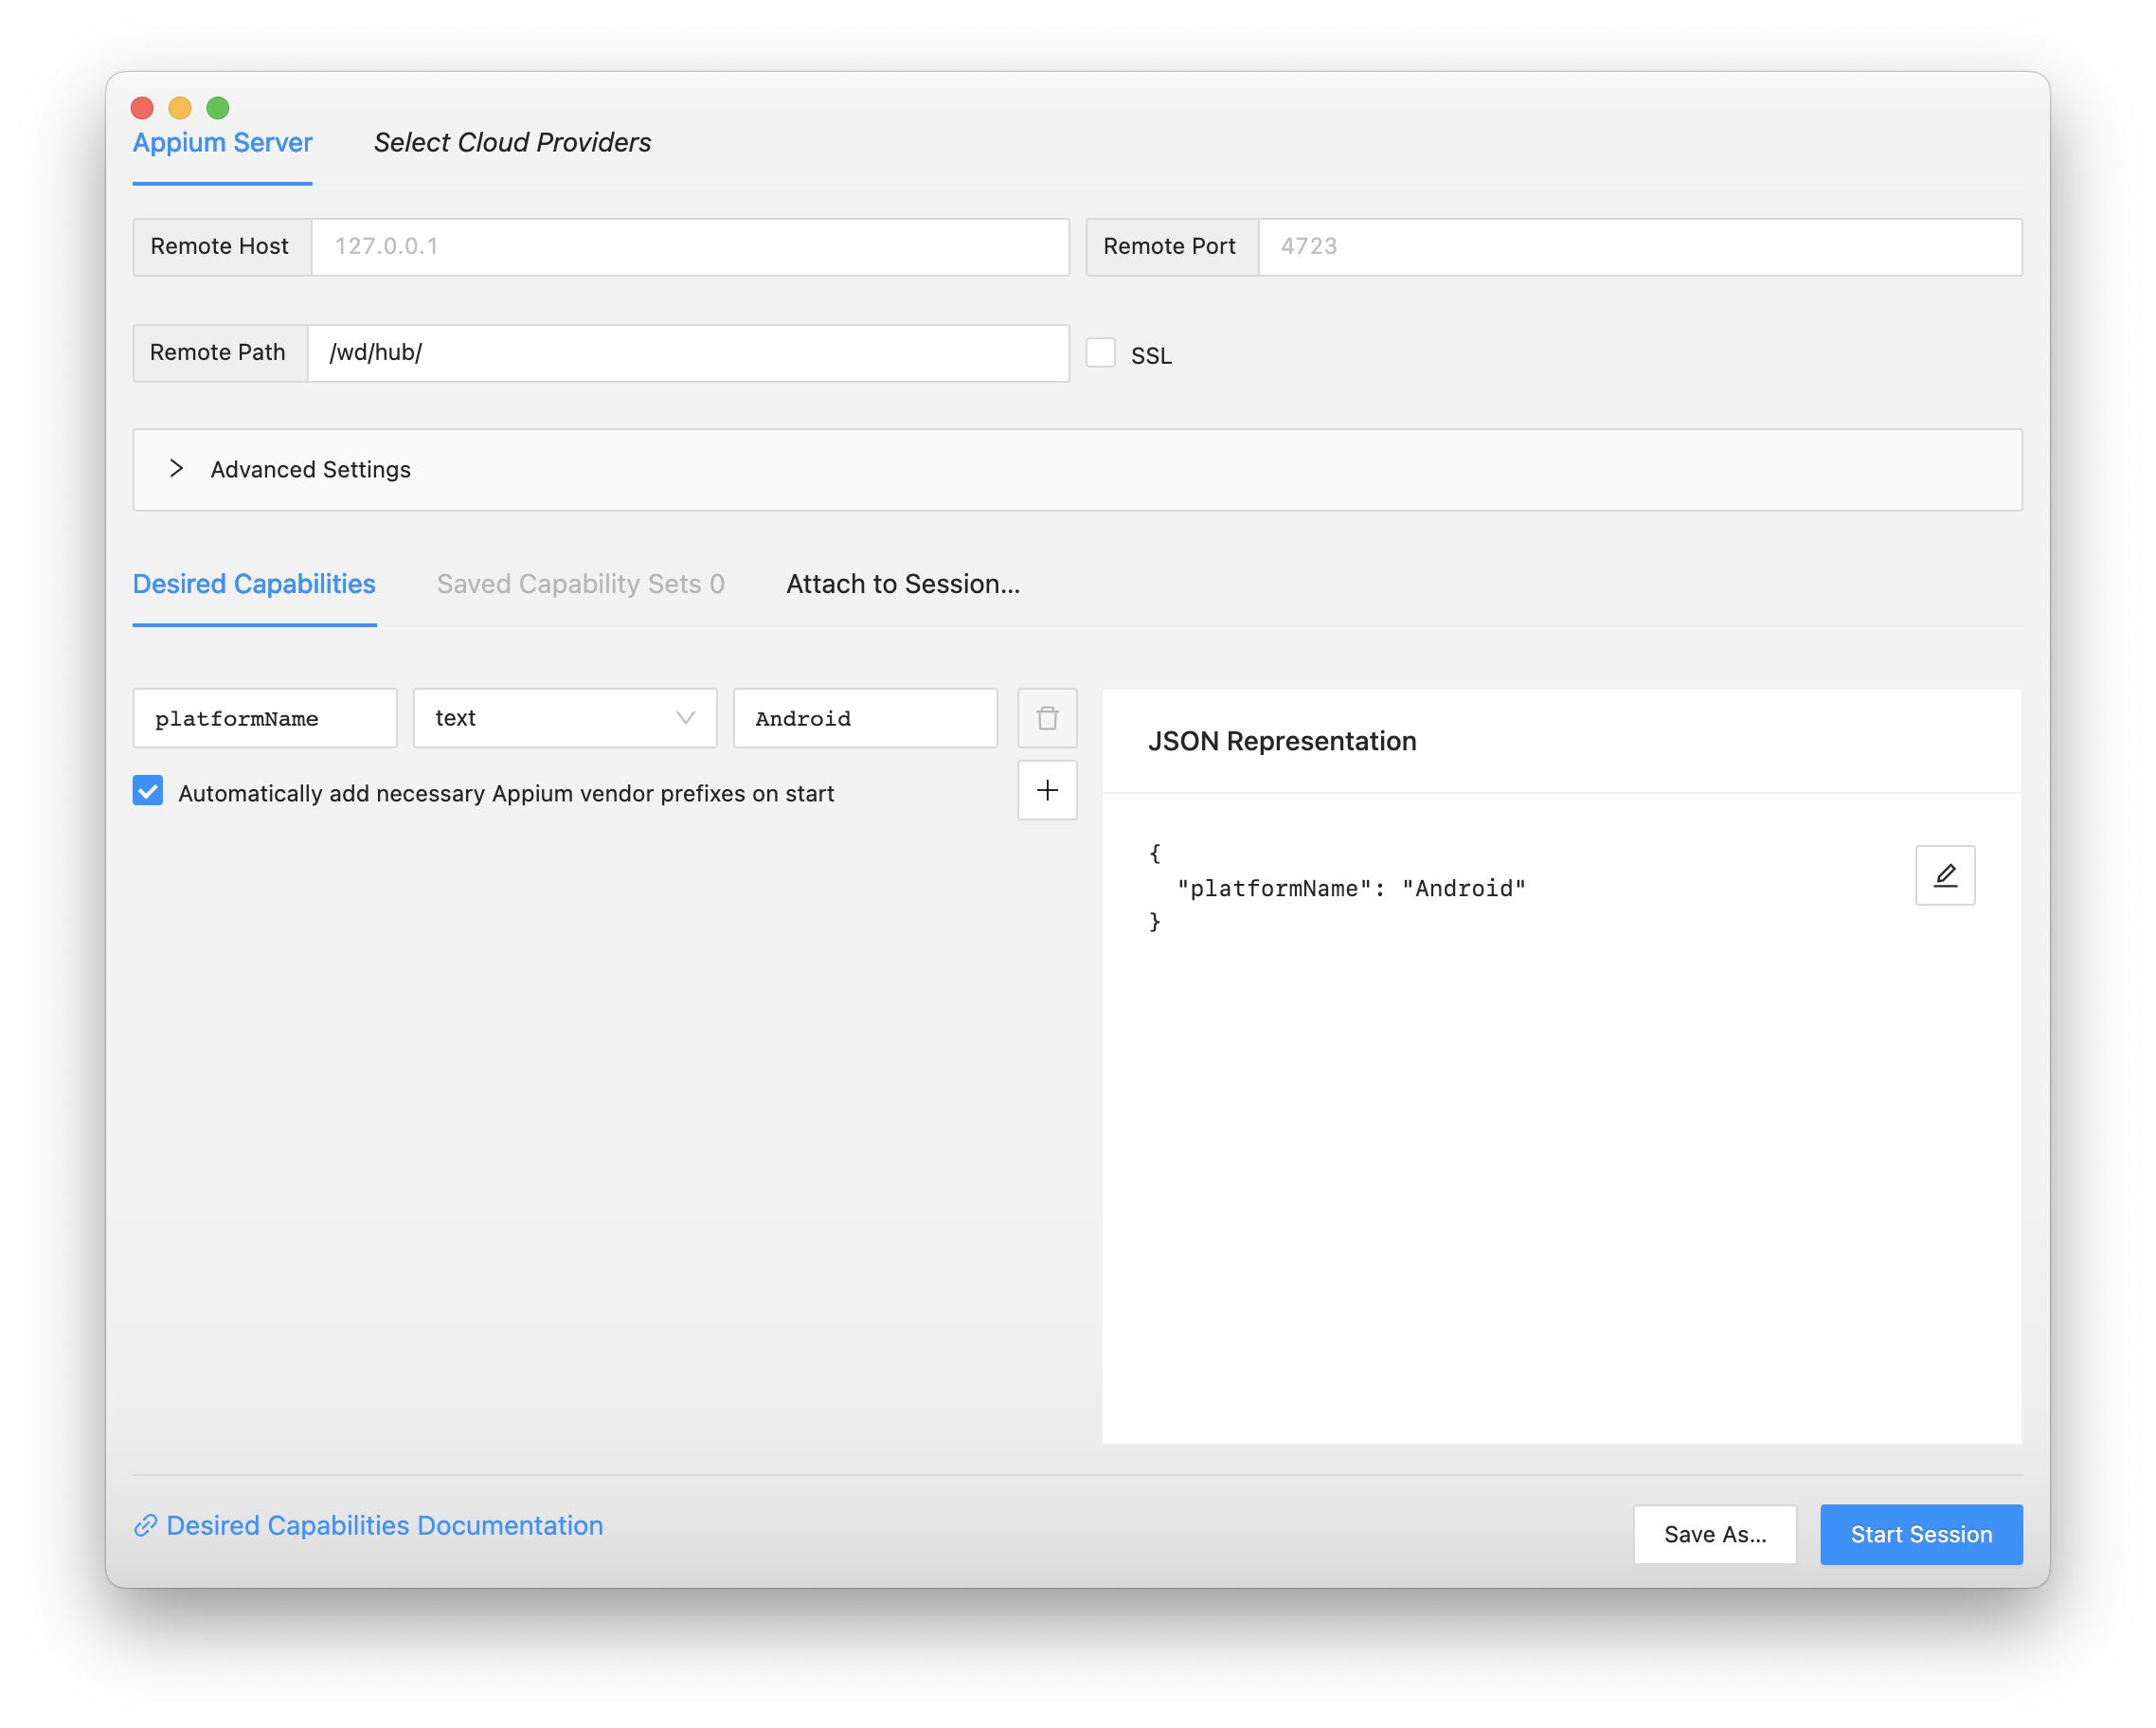 Appium Server
Select Cloud Providers
Remote Host
127.0.0.1
Remote Port
4723
Remote Path
/wd/hub/
SSL
Advanced Settings
Desired Capabilities
Saved Capability Sets 0
Attach to Session...
platformName
text
Android
Automatically add necessary Appium vendor prefixes on start
JSON Representation
{
"platformName": "Android"
}
Desired Capabilities Documentation
Save As...
Start Session